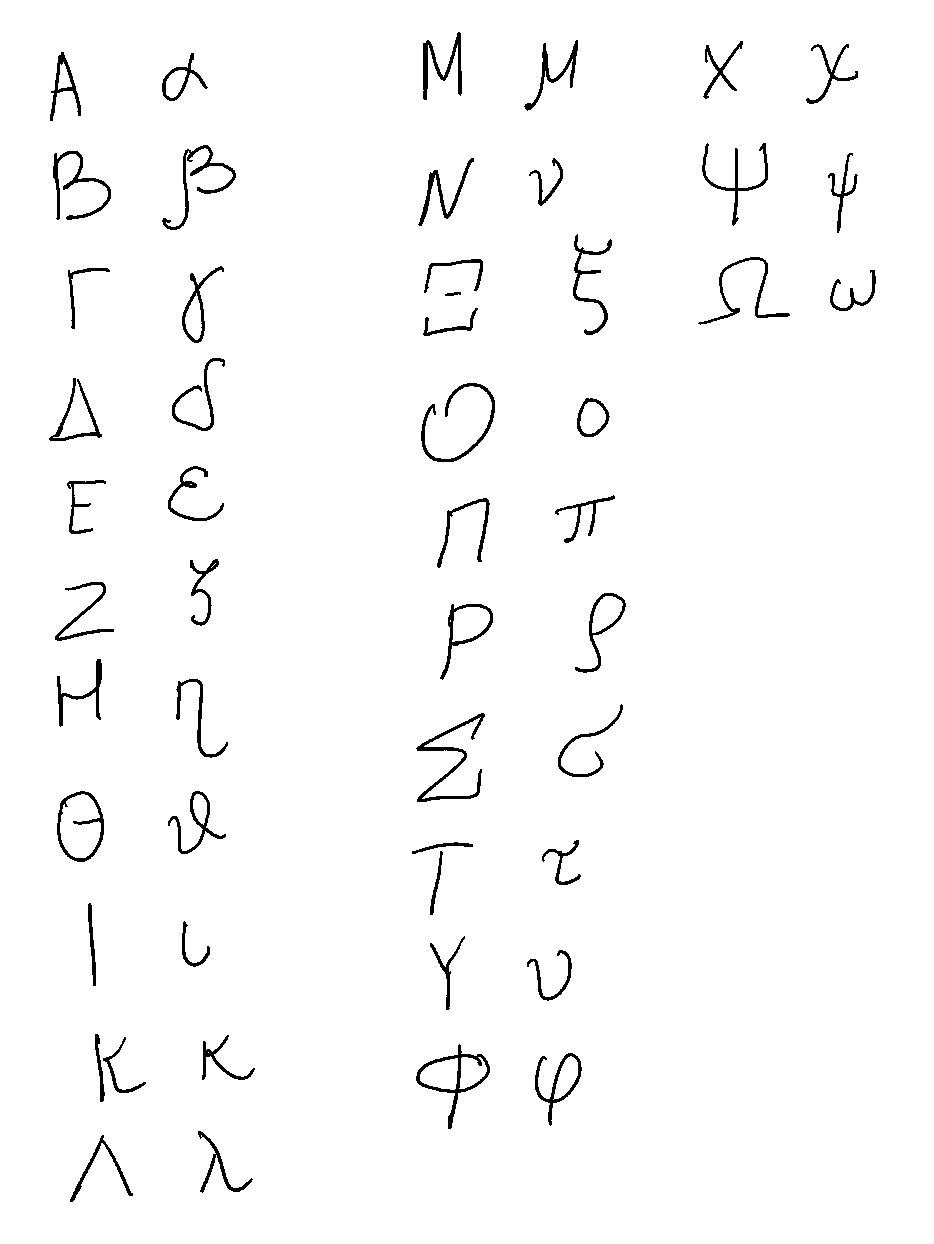 Α α
Β β
Γ γ
Δ δ
Ε ε
Ζ ζ
Η η
Θ ϑ
Ι ι
Κ κ
Λ λ
Μ μ
Ν ν
Ξ ξ
Ο ο
Π π
Ρ ρ
Σ σ
Τ τ
Υ υ
Φ φ
Χ χ
Ψ ψ
Ω ω